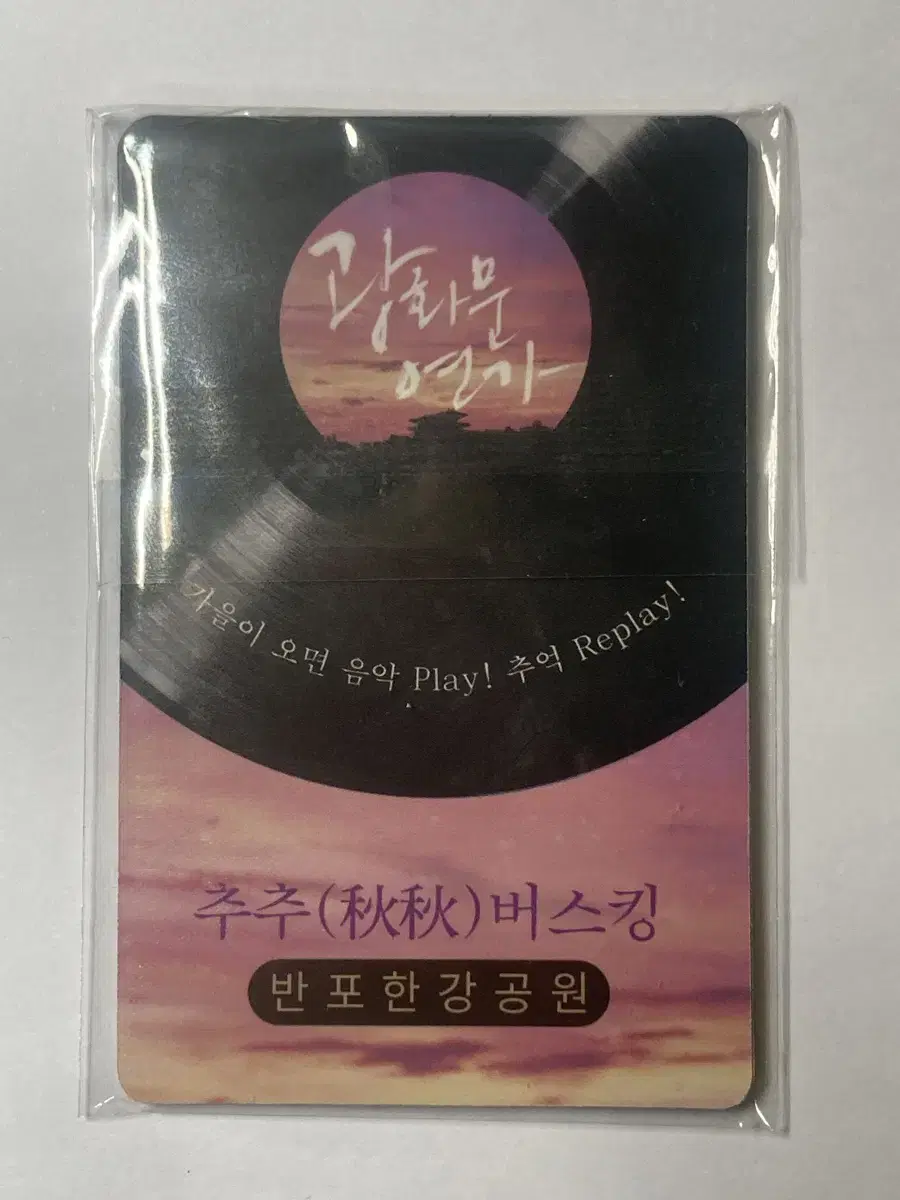 광화문
연가
가을이 오면 음악 Play! 추억 Replay!
추추(秋秋)버스킹
반포한강공원